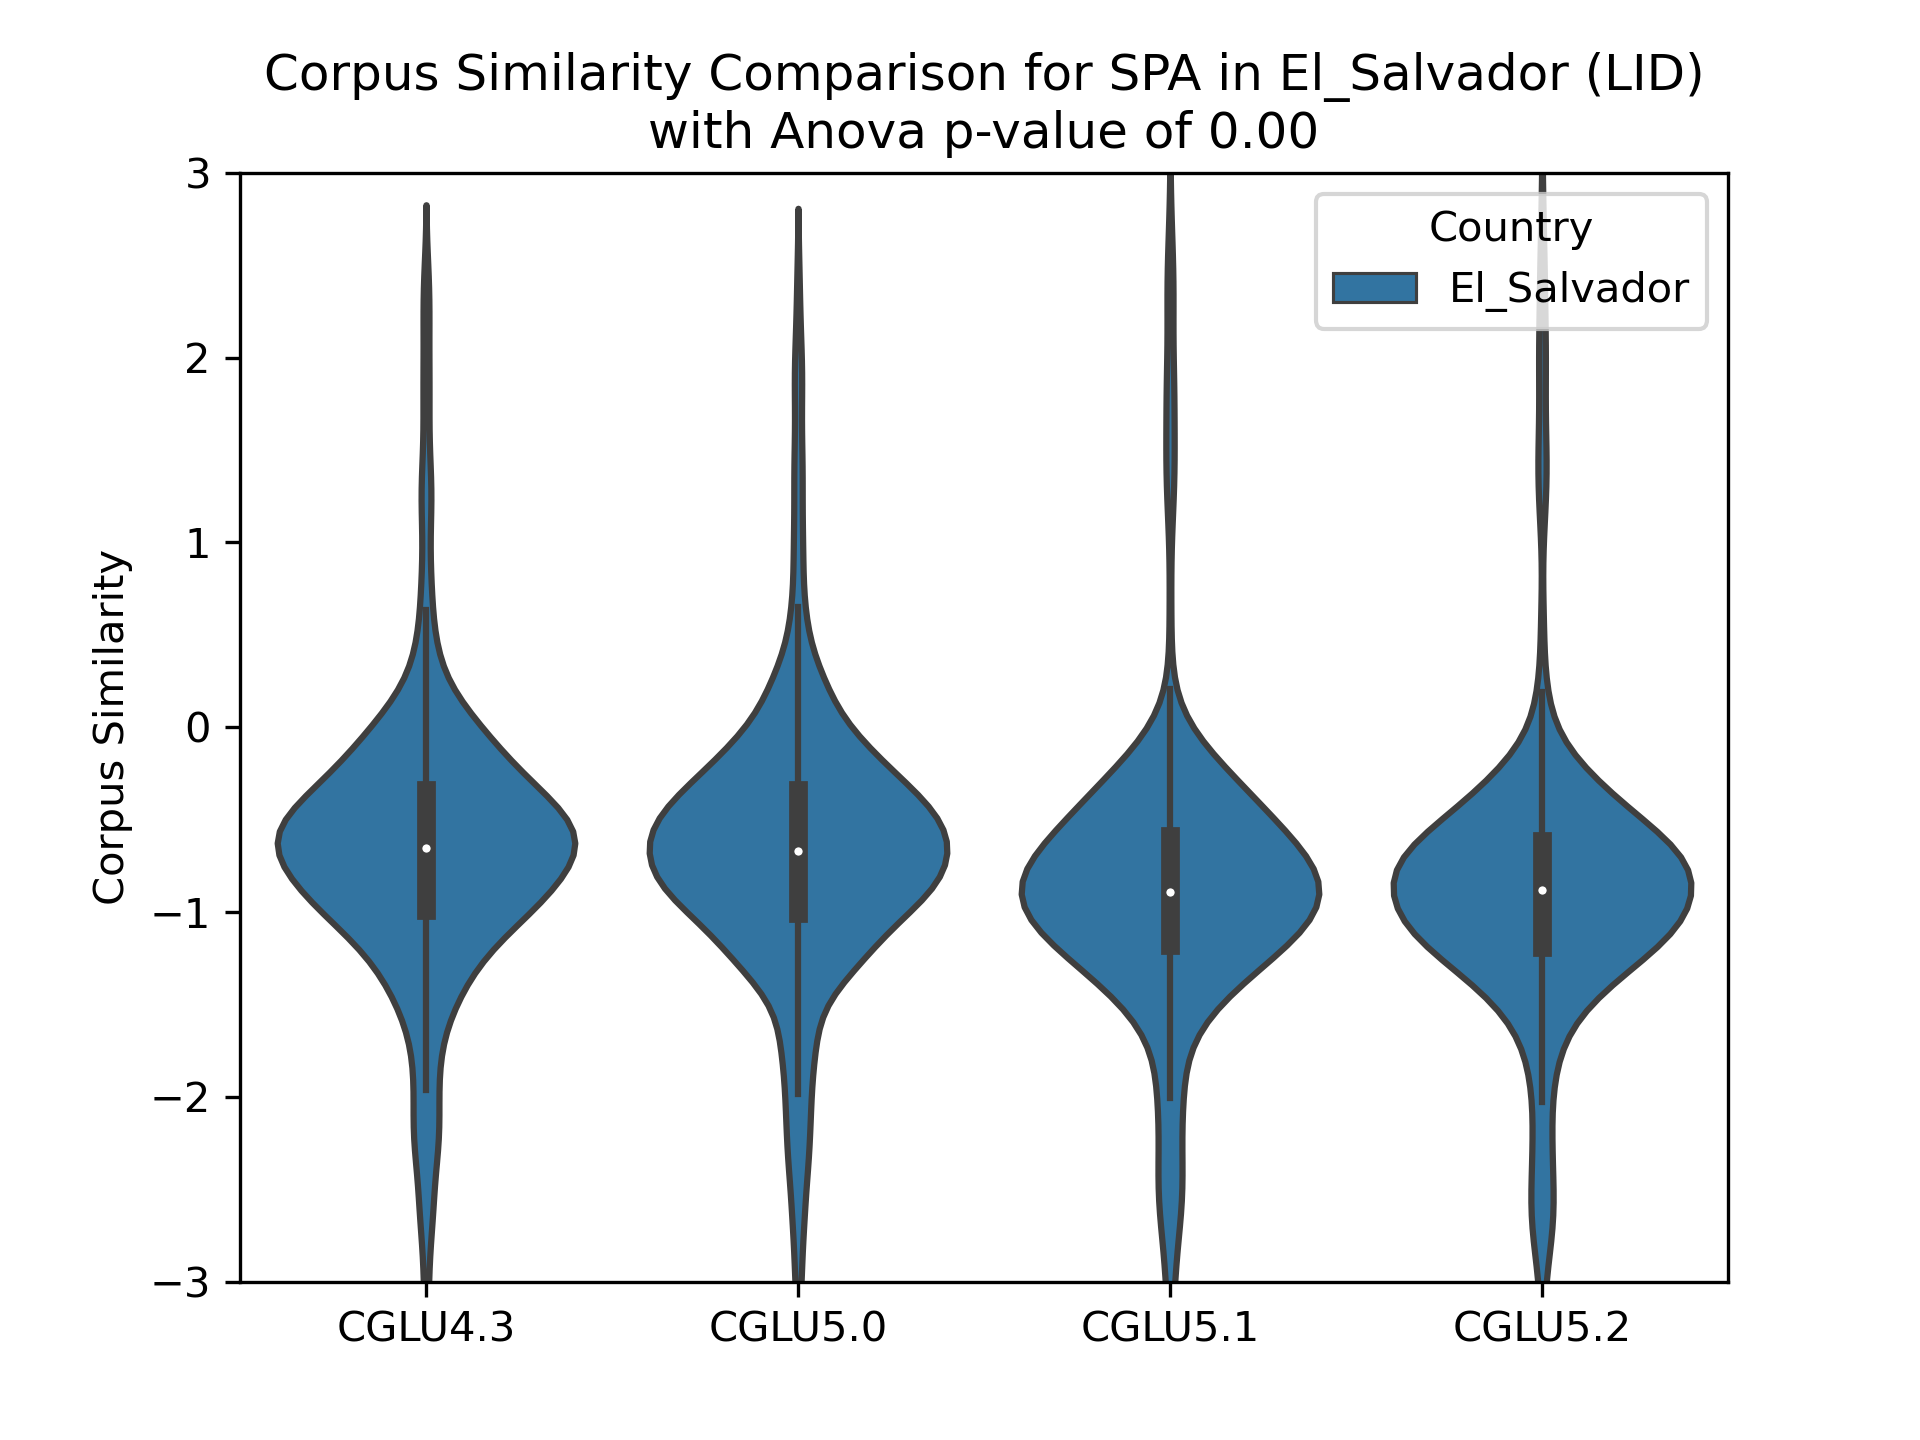 Corpus Similarity Comparison for SPA in El_Salvador (LID)
with Anova p-value of 0.00
3
2
1
0
−1
−2
−3
Corpus Similarity
Country
El_Salvador
CGLU4.3
CGLU5.0
CGLU5.1
CGLU5.2